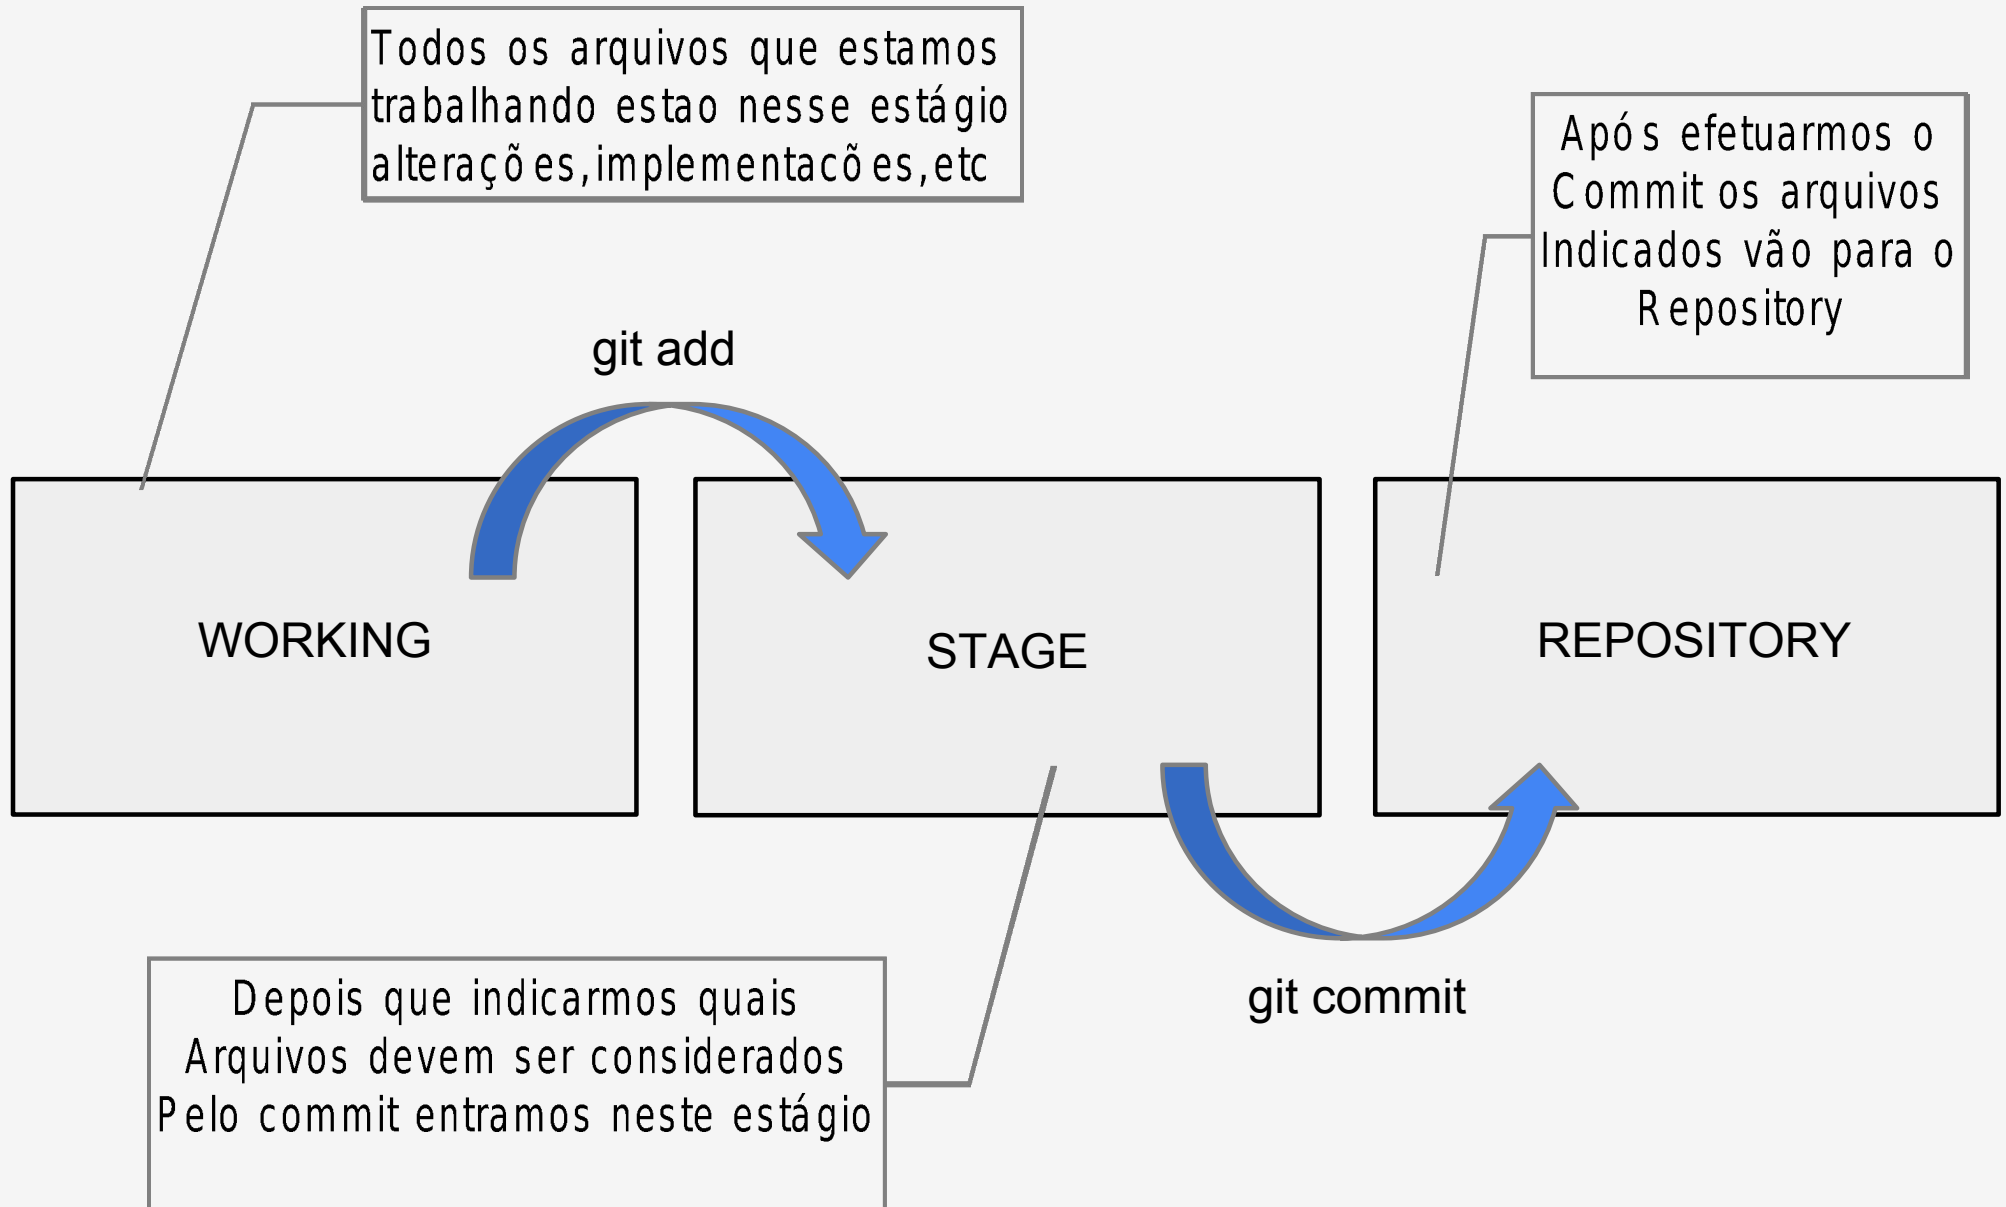 Todos os arquivos que estamos
trabalhando estao nesse estágio
alterações,implementacões,etc
Após efetuarmos o
Commit os arquivos
Indicados vão para o
Repository
git add
WORKING
STAGE
REPOSITORY
Depois que indicarmos quais
Arquivos devem ser considerados
Pelo commit entramos neste estágio
git commit